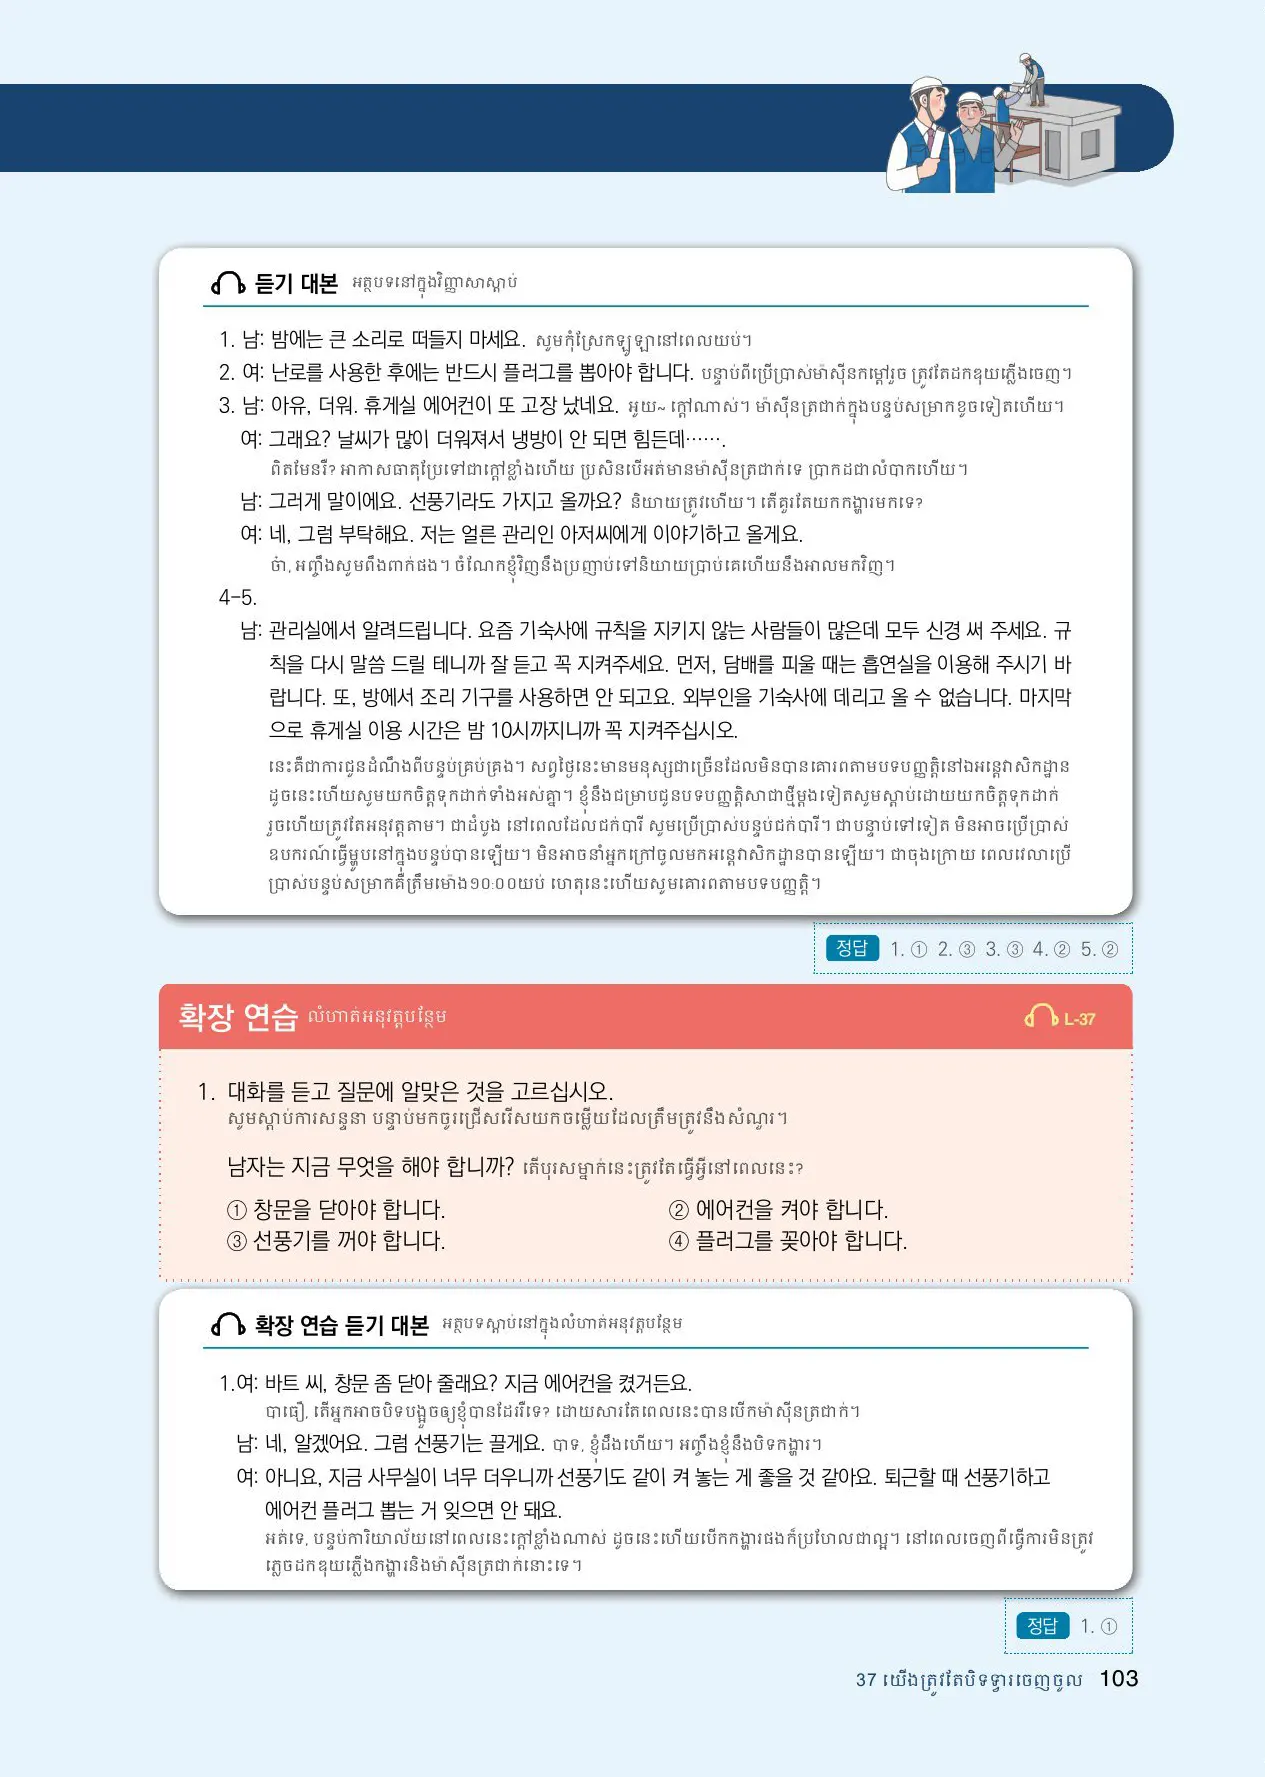 듣기 대본 អត្ថបទនៅក្នុងវិញ្ញាសាស្តាប់
1. 남: 밤에는 큰 소리로 떠들지 마세요. សូមកុំស្រែកឡូឡានៅពេលយប់។
2. 여: 난로를 사용한 후에는 반드시 플러그를 뽑아야 합니다. បន្ទាប់ពីប្រើប្រាស់ម៉ាស៊ីនកម្ដៅរួច ត្រូវតែដកឌុយភ្លើងចេញ។
3. 남: 아유, 더워. 휴게실 에어컨이 또 고장 났네요. អូយ~ ក្ដៅណាស់។ ម៉ាស៊ីនត្រជាក់ក្នុងបន្ទប់សម្រាកខូចទៀតហើយ។
여: 그래요? 날씨가 많이 더워져서 냉방이 안 되면 힘든데…….
ពិតមែនរឺ? អាកាសធាតុប្រែទៅជាក្ដៅខ្លាំងហើយ ប្រសិនបើអត់មានម៉ាស៊ីនត្រជាក់ទេ ប្រាកដជាលំបាកហើយ។
남: 그러게 말이에요. 선풍기라도 가지고 올까요? និយាយត្រូវហើយ។ តើគួរតែយកកង្ហារមកទេ?
여: 네, 그럼 부탁해요. 저는 얼른 관리인 아저씨에게 이야기하고 올게요.
ច៎ា, អញ្ចឹងសូមពឹងពាក់ផង។ ចំណែកខ្ញុំវិញនឹងប្រញាប់ទៅនិយាយប្រាប់គេហើយនឹងអាលមកវិញ។
4-5.
남: 관리실에서 알려드립니다. 요즘 기숙사에 규칙을 지키지 않는 사람들이 많은데 모두 신경 써 주세요. 규
칙을 다시 말씀 드릴 테니까 잘 듣고 꼭 지켜주세요. 먼저, 담배를 피울 때는 흡연실을 이용해 주시기 바
랍니다. 또, 방에서 조리 기구를 사용하면 안 되고요. 외부인을 기숙사에 데리고 올 수 없습니다. 마지막
으로 휴게실 이용 시간은 밤 10시까지니까 꼭 지켜주십시오.
នេះគឺជាការជូនដំណឹងពីបន្ទប់គ្រប់គ្រង។ សព្វថ្ងៃនេះមានមនុស្សជាច្រើនដែលមិនបានគោរពតាមបទបញ្ញត្តិនៅឯអន្តេវាសិកដ្ឋាន
ដូចនេះហើយសូមយកចិត្តទុកដាក់ទាំងអស់គ្នា។ ខ្ញុំនឹងជម្រាបជូនបទបញ្ញត្តិសាជាថ្មីម្ដងទៀតសូមស្ដាប់ដោយយកចិត្តទុកដាក់
រួចហើយត្រូវតែអនុវត្តតាម។ ជាដំបូង នៅពេលដែលជក់បារី សូមប្រើប្រាស់បន្ទប់ជក់បារី។ ជាបន្ទាប់ទៅទៀត មិនអាចប្រើប្រាស់
ឧបករណ៍ធ្វើម្ហូបនៅក្នុងបន្ទប់បានឡើយ។ មិនអាចនាំអ្នកក្រៅចូលមកអន្តេវាសិកដ្ឋានបានឡើយ។ ជាចុងក្រោយ ពេលវេលាប្រើ
ប្រាស់បន្ទប់សម្រាកគឺត្រឹមម៉ោង១០:០០យប់ ហេតុនេះហើយសូមគោរពតាមបទបញ្ញត្តិ។
정답 1. ① 2. ③ 3. ③ 4. ② 5. ②
확장 연습 លំហាត់អនុវត្តបន្ថែម L-37
1. 대화를 듣고 질문에 알맞은 것을 고르십시오.
សូមស្ដាប់ការសន្ទនា បន្ទាប់មកចូរជ្រើសរើសយកចម្លើយដែលត្រឹមត្រូវនឹងសំណួរ។
남자는 지금 무엇을 해야 합니까? តើបុរសម្នាក់នេះត្រូវតែធ្វើអ្វីនៅពេលនេះ?
① 창문을 닫아야 합니다. ② 에어컨을 켜야 합니다.
③ 선풍기를 꺼야 합니다. ④ 플러그를 꽂아야 합니다.
확장 연습 듣기 대본 អត្ថបទស្ដាប់នៅក្នុងលំហាត់អនុវត្តបន្ថែម
1.여: 바트 씨, 창문 좀 닫아 줄래요? 지금 에어컨을 켰거든요.
បាធឿ, តើអ្នកអាចបិទបង្អួចឲ្យខ្ញុំបានដែររឺទេ? ដោយសារតែពេលនេះបានបើកម៉ាស៊ីនត្រជាក់។
남: 네, 알겠어요. 그럼 선풍기는 끌게요. បាទ, ខ្ញុំដឹងហើយ។ អញ្ចឹងខ្ញុំនឹងបិទកង្ហារ។
여: 아니요, 지금 사무실이 너무 더우니까 선풍기도 같이 켜 놓는 게 좋을 것 같아요. 퇴근할 때 선풍기하고
에어컨 플러그 뽑는 거 잊으면 안 돼요.
អត់ទេ, បន្ទប់ការិយាល័យនៅពេលនេះក្ដៅខ្លាំងណាស់ ដូចនេះហើយបើកកង្ហារផងក៏ប្រហែលជាល្អ។ នៅពេលចេញពីធ្វើការមិនត្រូវ
ភ្លេចដកឌុយភ្លើងកង្ហារនិងម៉ាស៊ីនត្រជាក់នោះទេ។
정답 1. ①
37 យើងត្រូវតែបិទទ្វារចេញចូល 103